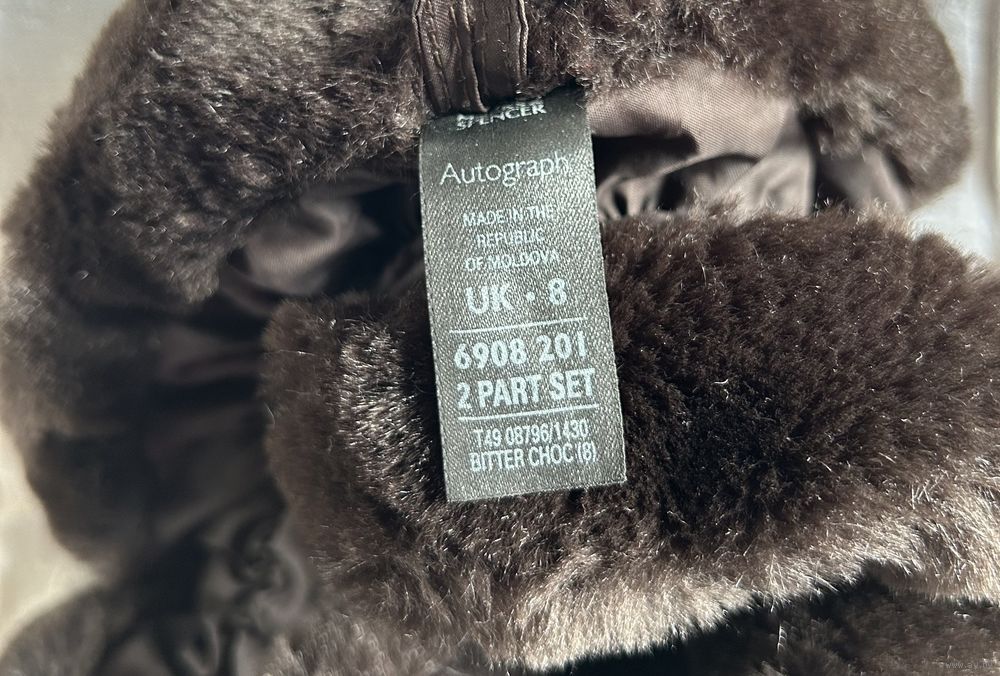 SPENCER
Autograph
MADE IN THE
REPUBLIC
OF MOLDOVA
UK · 8
6908 201
2 PART SET
T49 08796/1430
BITTER CHOC (8)